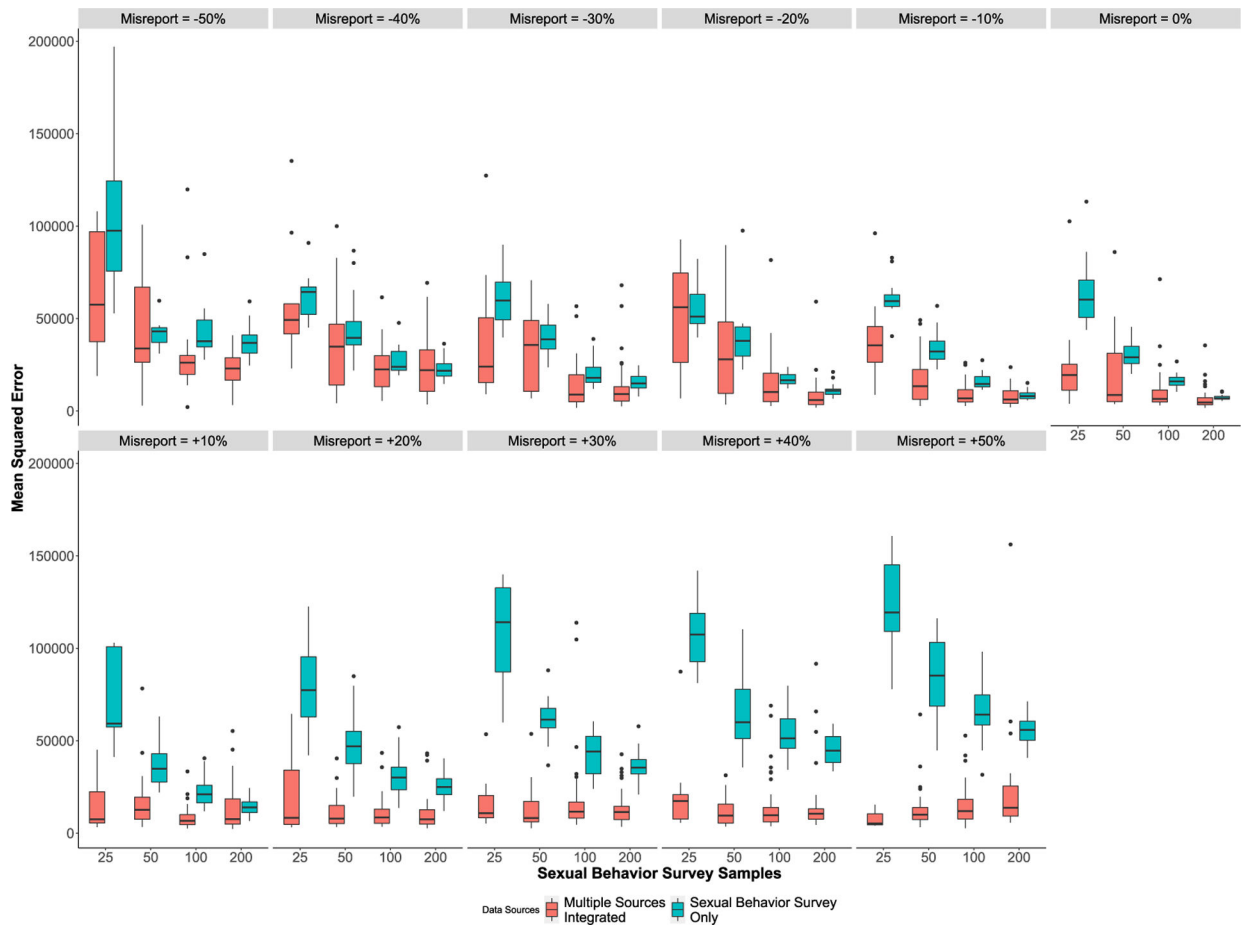 Misreport = -50% Misreport = -40% Misreport = -30% Misreport = -20% Misreport = -10% Misreport = 0%
200000
150000
100000
50000
0
25 50 100 200
Misreport = +10% Misreport = +20% Misreport = +30% Misreport = +40% Misreport = +50%
200000
150000
100000
50000
0
25 50 100 200 25 50 100 200 25 50 100 200 25 50 100 200 25 50 100 200
Mean Squared Error
Sexual Behavior Survey Samples
Data Sources
Multiple Sources
Integrated
Sexual Behavior Survey
Only